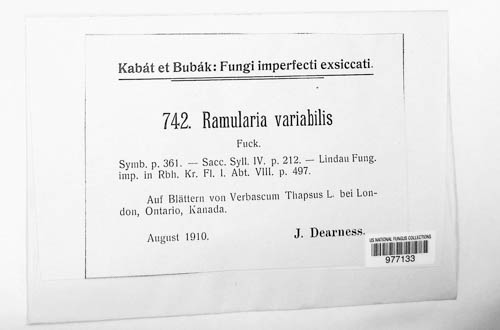 Kabát et Bubák: Fungi imperfecti exsiccati.
742. Ramularia variabilis
Fuck.
Symb. p. 361. — Sacc. Syll. IV. p. 212. — Lindau Fung.
imp. in Rbh. Kr. Fl. I. Abt. VIII. p. 497.
Auf Blättern von Verbascum Thapsus L. bei Lon-
don, Ontario, Kanada.
August 1910.
J. Dearness.
US NATIONAL FUNGUS COLLECTIONS
977133